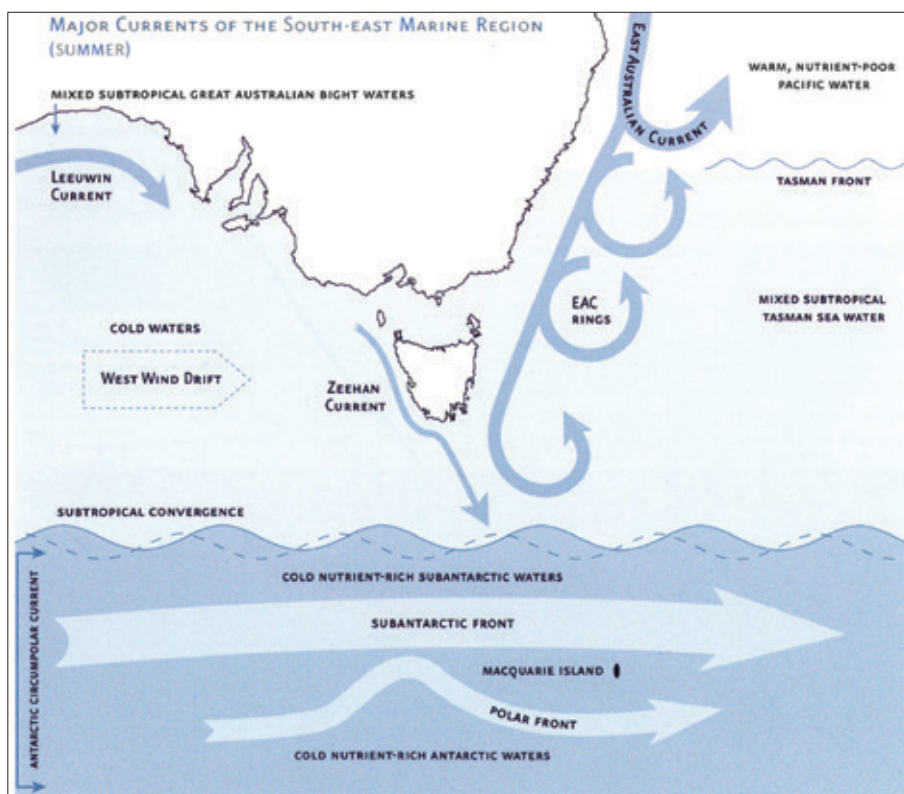 Major Currents of the South-east Marine Region
(SUMMER)
MIXED SUBTROPICAL GREAT AUSTRALIAN BIGHT WATERS
LEEUWIN
CURRENT
EAST AUSTRALIAN CURRENT
WARM, NUTRIENT-POOR
PACIFIC WATER
TASMAN FRONT
EAC
RINGS
MIXED SUBTROPICAL
TASMAN SEA WATER
COLD WATERS
WEST WIND DRIFT
ZEEHAN
CURRENT
SUBTROPICAL CONVERGENCE
ANTARCTIC CIRCUMPOLAR CURRENT
COLD NUTRIENT-RICH SUBANTARCTIC WATERS
SUBANTARCTIC FRONT
MACQUARIE ISLAND
POLAR FRONT
COLD NUTRIENT-RICH ANTARCTIC WATERS